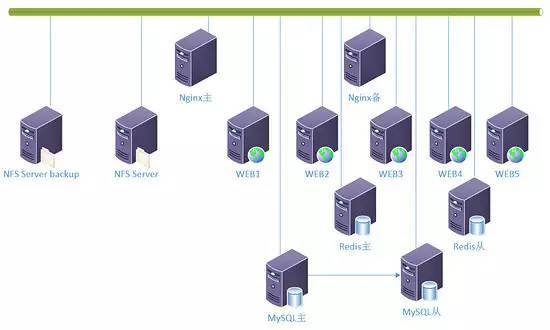 Nginx主
Nginx备
NFS Server backup
NFS Server
WEB1
WEB2
WEB3
WEB4
WEB5
Redis主
Redis从
MySQL主
MySQL从